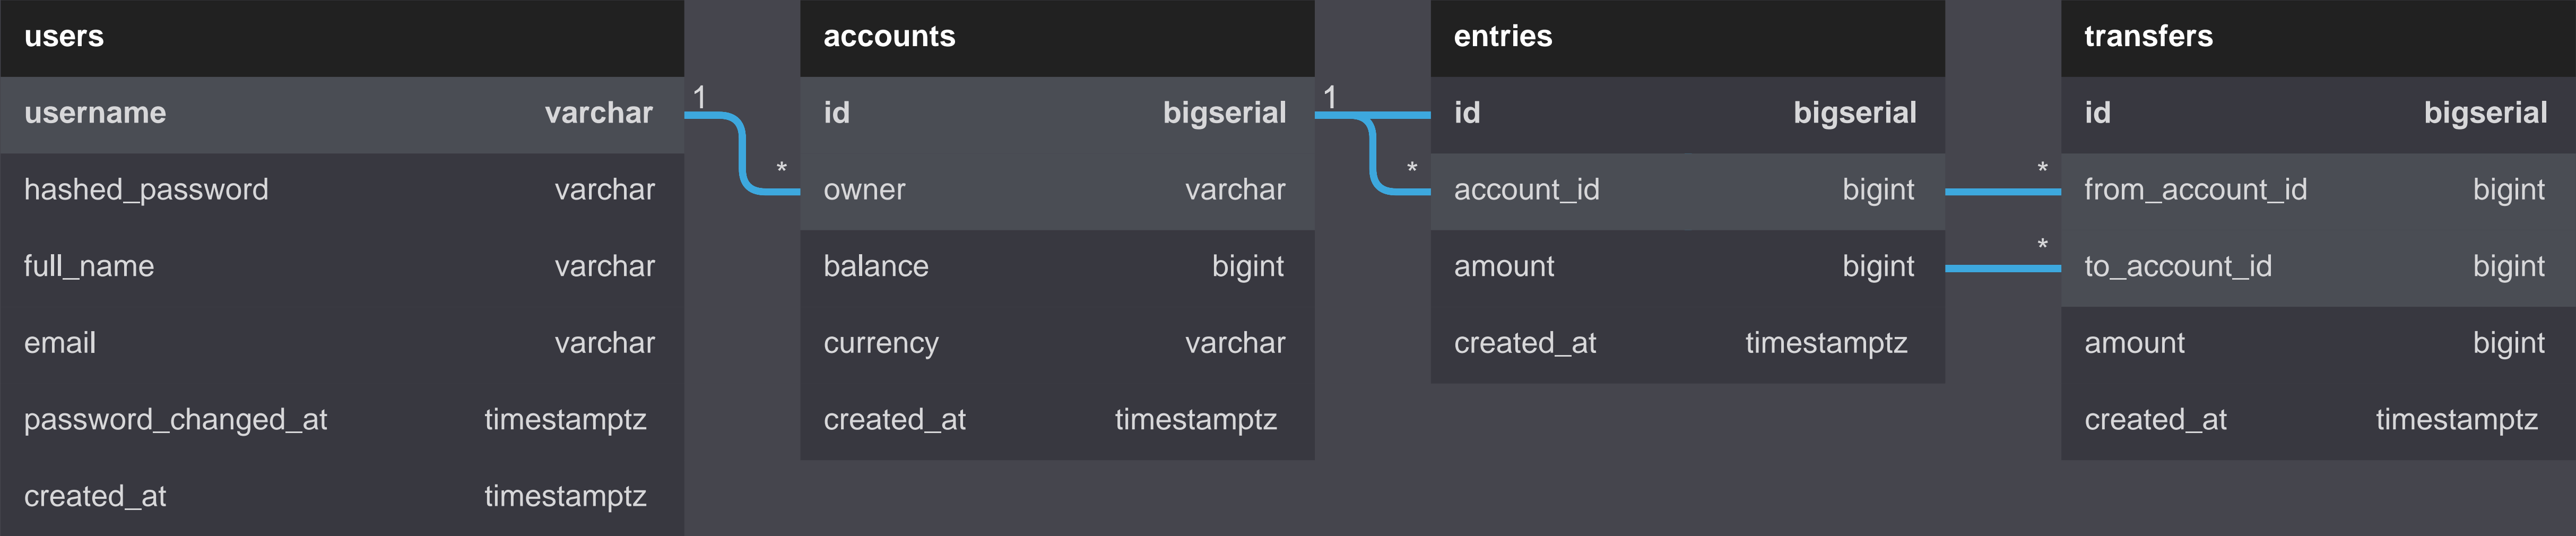 users
username varchar
hashed_password varchar
full_name varchar
email varchar
password_changed_at timestamptz
created_at timestamptz
1
*
accounts
id bigserial
owner varchar
balance bigint
currency varchar
created_at timestamptz
1
*
entries
id bigserial
account_id bigint
amount bigint
created_at timestamptz
*
*
transfers
id bigserial
from_account_id bigint
to_account_id bigint
amount bigint
created_at timestamptz